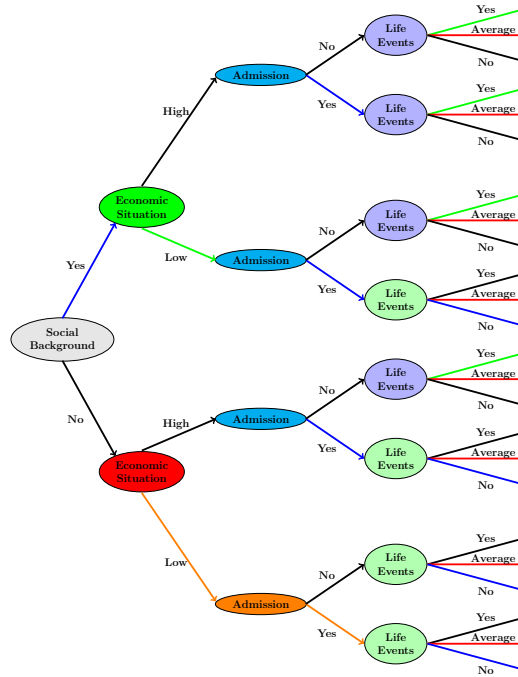 Yes
Life
Events
Average
No
No
Admission
Yes
Yes
Life
Events
Average
No
High
Economic
Situation
Low
Yes
Life
Events
Average
No
No
Admission
Yes
Yes
Life
Events
Average
No
Yes
Social
Background
No
Yes
Life
Events
Average
No
High
No
Admission
Yes
Yes
Life
Events
Average
No
Economic
Situation
Low
Yes
Life
Events
Average
No
No
Admission
Yes
Yes
Life
Events
Average
No